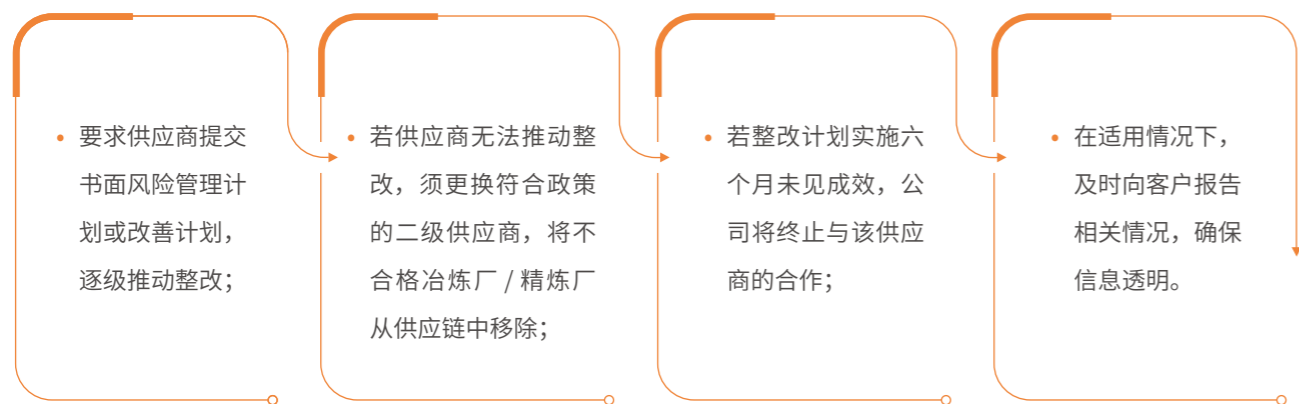 • 要求供应商提交
书面风险管理计
划或改善计划，
逐级推动整改；
• 若供应商无法推动整
改，须更换符合政策
的二级供应商，将不
合格冶炼厂 / 精炼厂
从供应链中移除；
• 若整改计划实施六
个月未见成效，公
司将终止与该供应
商的合作；
• 在适用情况下，
及时向客户报告
相关情况，确保
信息透明。